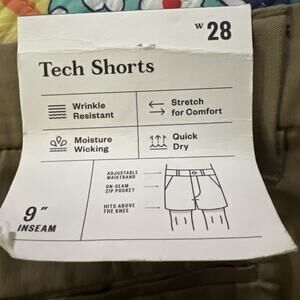 W 28
Tech Shorts
Wrinkle
Resistant
Stretch
for Comfort
Moisture
Wicking
Quick
Dry
ADJUSTABLE
WAISTBAND
ON-SEAM
ZIP POCKET
HITS ABOVE
THE KNEE
9"
INSEAM